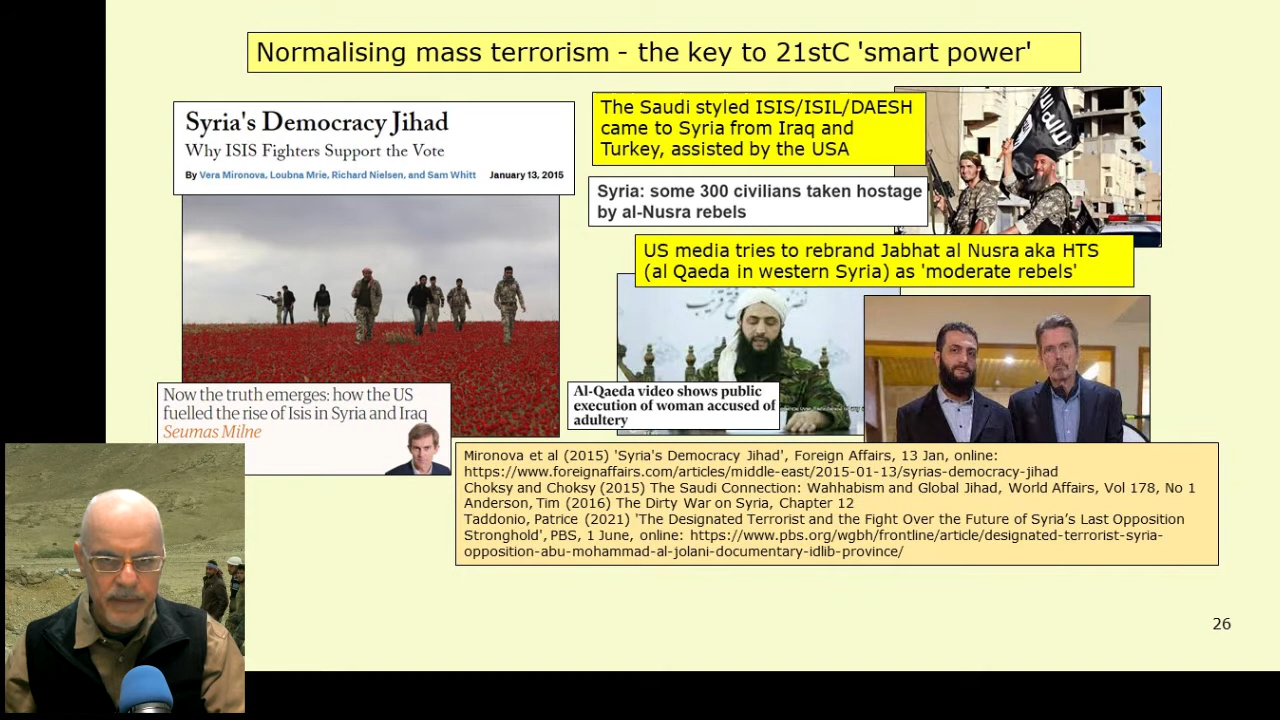 Normalising mass terrorism - the key to 21stC 'smart power'
Syria's Democracy Jihad
Why ISIS Fighters Support the Vote
By Vera Mironova, Loubna Mrie, Richard Nielsen, and Sam Whitt January 13, 2015
The Saudi styled ISIS/ISIL/DAESH
came to Syria from Iraq and
Turkey, assisted by the USA
Syria: some 300 civilians taken hostage
by al-Nusra rebels
US media tries to rebrand Jabhat al Nusra aka HTS
(al Qaeda in western Syria) as 'moderate rebels'
Now the truth emerges: how the US
fuelled the rise of Isis in Syria and Iraq
Seumas Milne
Al-Qaeda video shows public
execution of woman accused of
adultery
Mironova et al (2015) 'Syria's Democracy Jihad', Foreign Affairs, 13 Jan, online:
https://www.foreignaffairs.com/articles/middle-east/2015-01-13/syrias-democracy-jihad
Choksy and Choksy (2015) The Saudi Connection: Wahhabism and Global Jihad, World Affairs, Vol 178, No 1
Anderson, Tim (2016) The Dirty War on Syria, Chapter 12
Taddonio, Patrice (2021) 'The Designated Terrorist and the Fight Over the Future of Syria's Last Opposition
Stronghold', PBS, 1 June, online: https://www.pbs.org/wgbh/frontline/article/designated-terrorist-syria-
opposition-abu-mohammad-al-jolani-documentary-idlib-province/
26